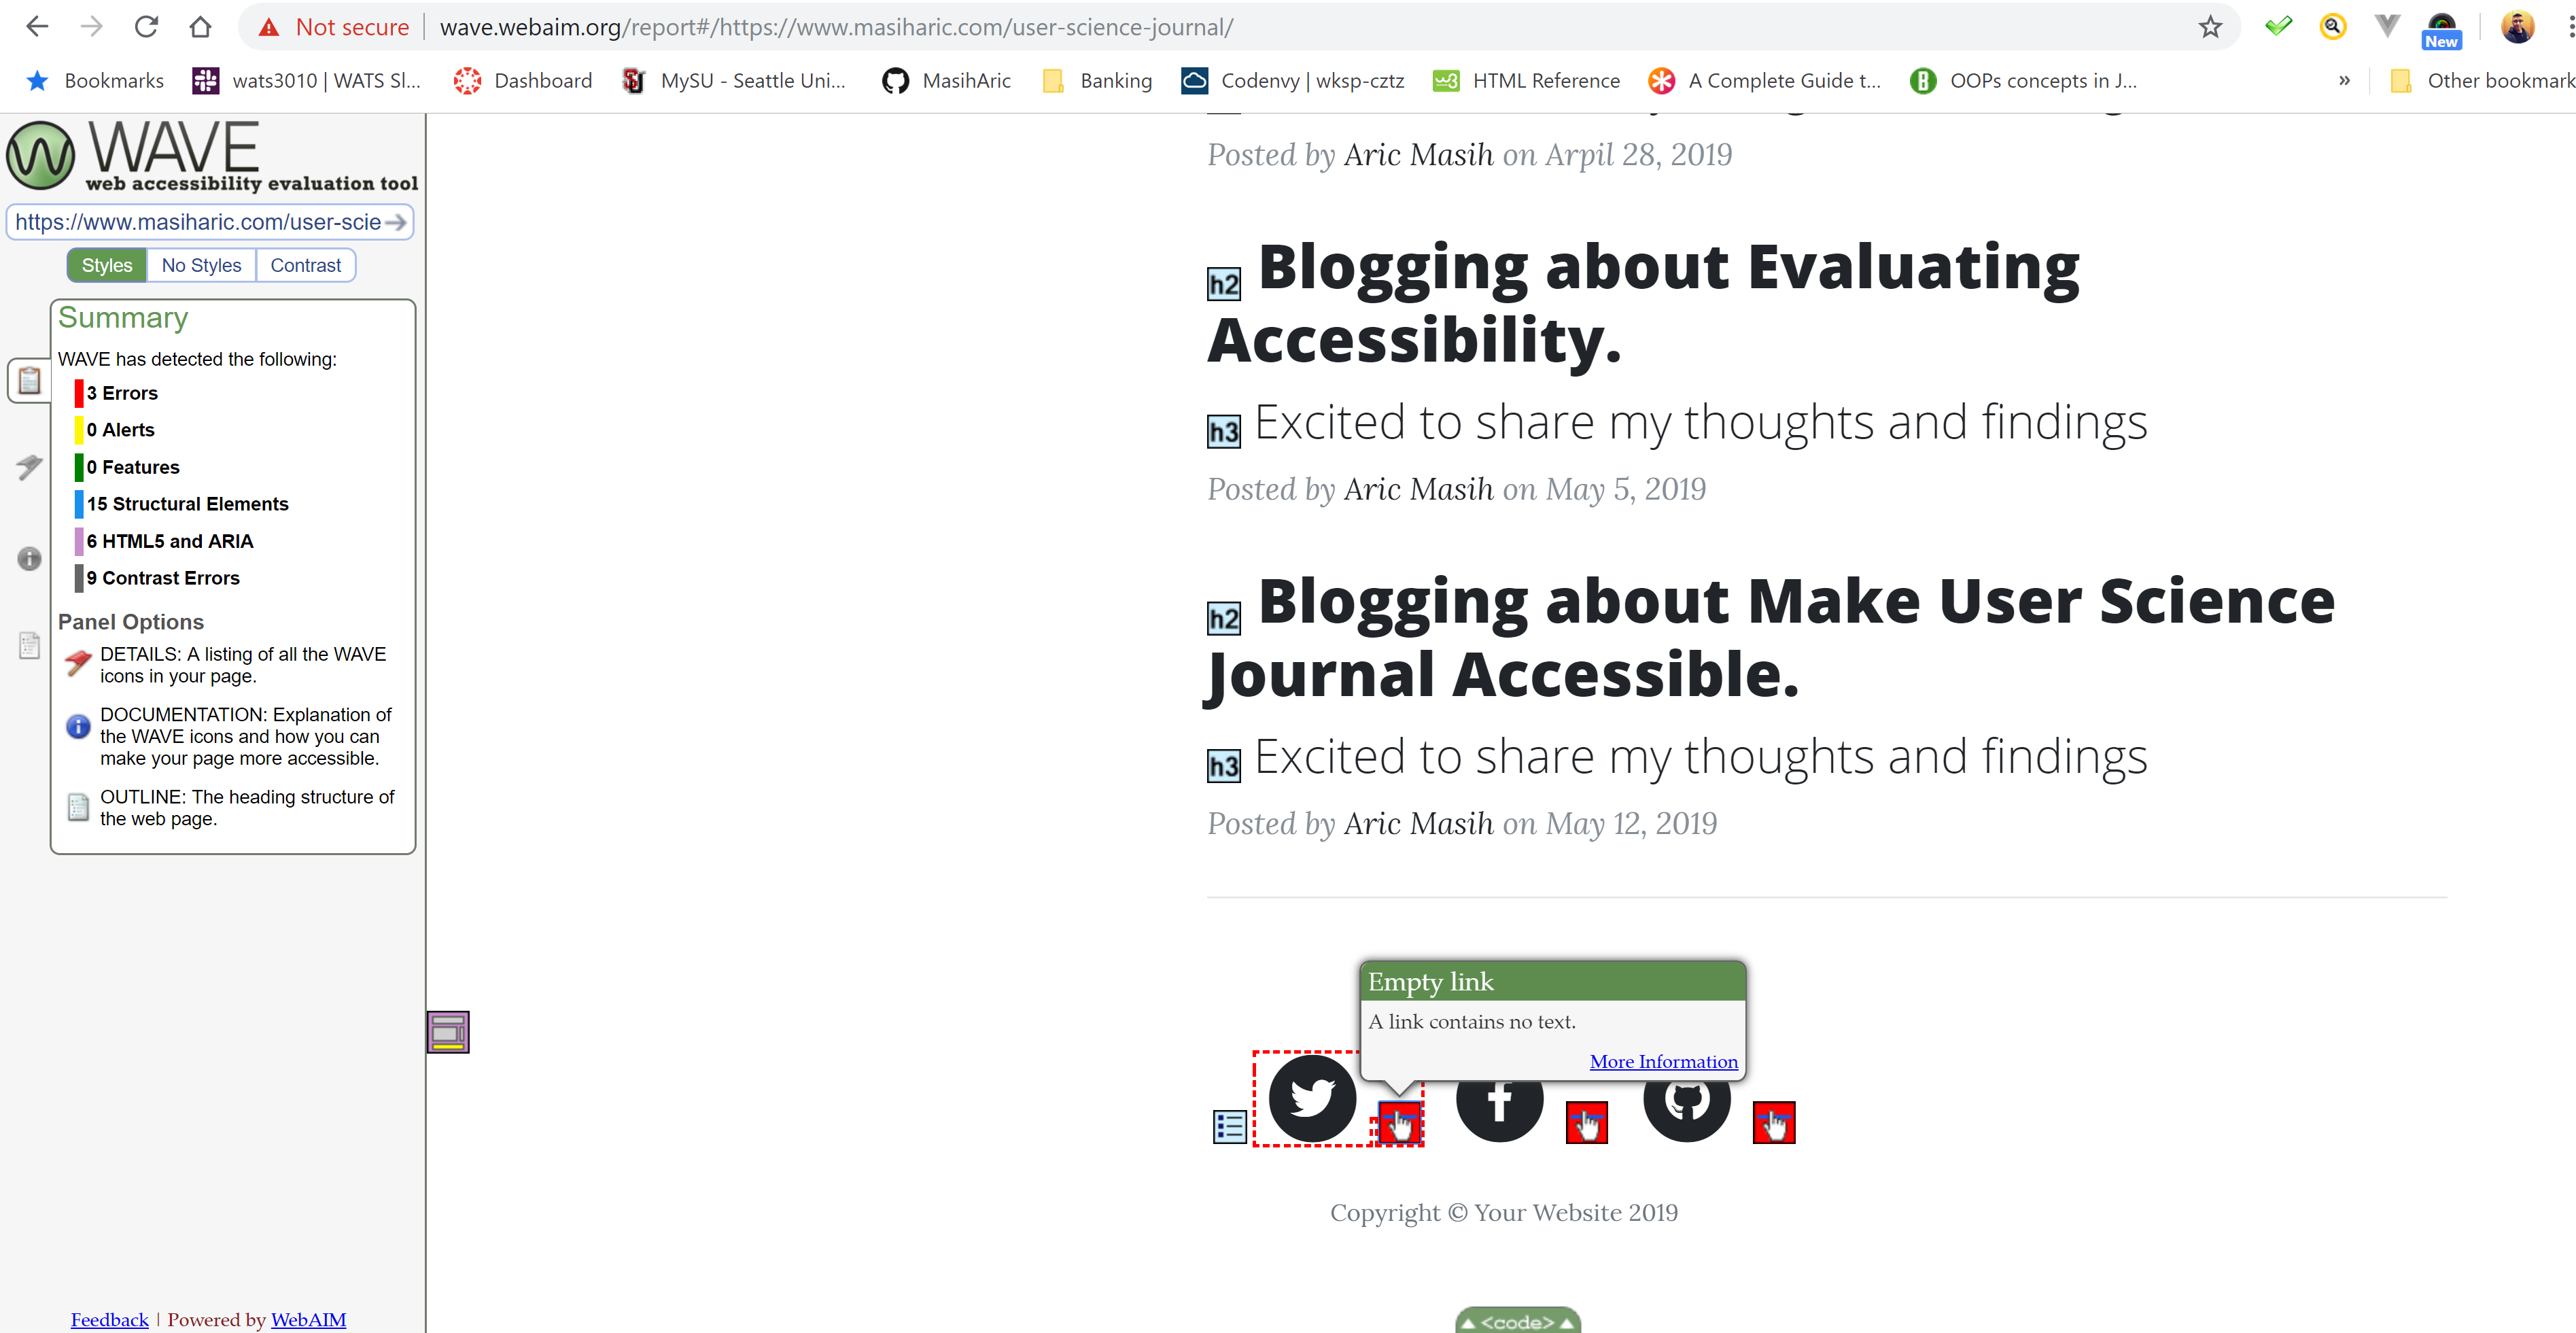 Not secure | wave.webaim.org/report#/https://www.masiharic.com/user-science-journal/
New
Bookmarks wats3010 | WATS Sl... Dashboard MySU - Seattle Uni... MasihAric Banking Codenvy | wksp-cztz HTML Reference A Complete Guide t... OOPs concepts in J... » Other bookmark
WAVE
web accessibility evaluation tool
https://www.masiharic.com/user-scie
Styles No Styles Contrast
Summary
WAVE has detected the following:
3 Errors
0 Alerts
0 Features
15 Structural Elements
6 HTML5 and ARIA
9 Contrast Errors
Panel Options
DETAILS: A listing of all the WAVE
icons in your page.
DOCUMENTATION: Explanation of
the WAVE icons and how you can
make your page more accessible.
OUTLINE: The heading structure of
the web page.
Feedback | Powered by WebAIM
Posted by Aric Masih on Arpil 28, 2019
h2 Blogging about Evaluating
Accessibility.
h3 Excited to share my thoughts and findings
Posted by Aric Masih on May 5, 2019
h2 Blogging about Make User Science
Journal Accessible.
h3 Excited to share my thoughts and findings
Posted by Aric Masih on May 12, 2019
Empty link
A link contains no text.
More Information
Copyright © Your Website 2019
<code>